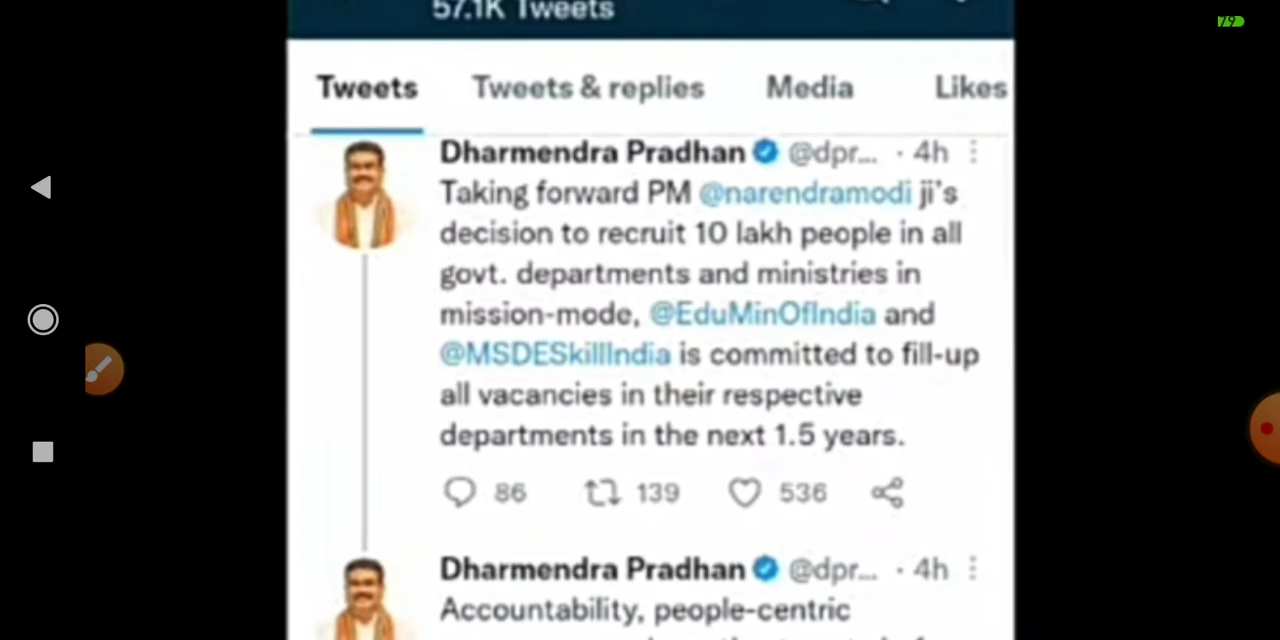 57.1K Tweets
79
Tweets Tweets & replies Media Likes
Dharmendra Pradhan @dpr... · 4h
Taking forward PM @narendramodi ji's
decision to recruit 10 lakh people in all
govt. departments and ministries in
mission-mode, @EduMinOfIndia and
@MSDESkillIndia is committed to fill-up
all vacancies in their respective
departments in the next 1.5 years.
86 139 536
Dharmendra Pradhan @dpr... · 4h
Accountability, people-centric